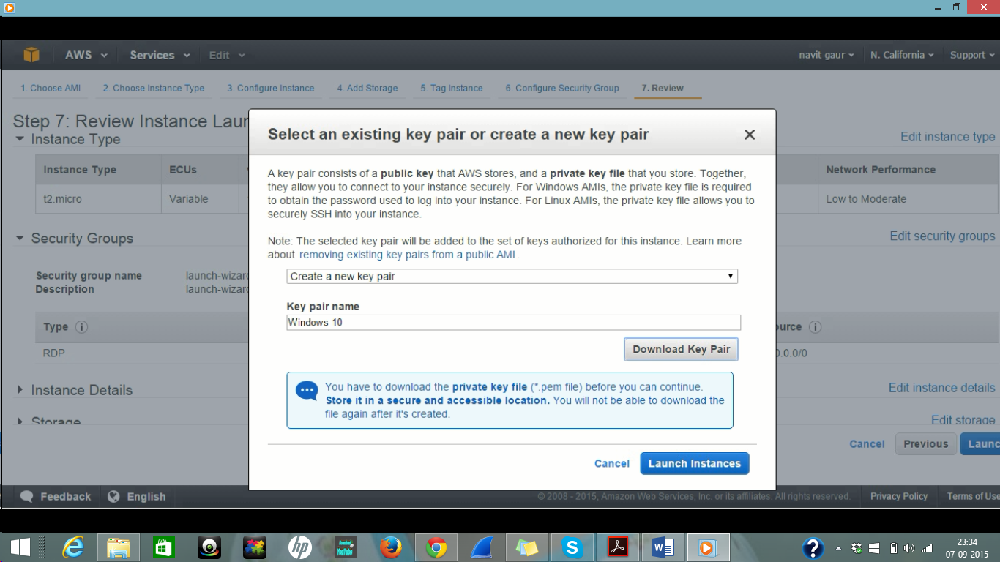 AWS Services Edit navit gaur N. California Support
1. Choose AMI 2. Choose Instance Type 3. Configure Instance 4. Add Storage 5. Tag Instance 6. Configure Security Group 7. Review
Step 7: Review Instance Laun
Instance Type
Edit instance type
Instance Type ECUs Network Performance
t2.micro Variable Low to Moderate
Security Groups
Edit security groups
Security group name launch-wizard
Description launch-wizard
Type i ource i
RDP 0.0.0/0
Instance Details
Edit instance details
Storage
Edit storage
Cancel Previous Launc
Select an existing key pair or create a new key pair
A key pair consists of a public key that AWS stores, and a private key file that you store. Together,
they allow you to connect to your instance securely. For Windows AMIs, the private key file is required
to obtain the password used to log into your instance. For Linux AMIs, the private key file allows you to
securely SSH into your instance.
Note: The selected key pair will be added to the set of keys authorized for this instance. Learn more
about removing existing key pairs from a public AMI.
Create a new key pair
Key pair name
Windows 10
Download Key Pair
You have to download the private key file (*.pem file) before you can continue.
Store it in a secure and accessible location. You will not be able to download the
file again after it's created.
Cancel Launch Instances
Feedback English © 2008 - 2015, Amazon Web Services, Inc. or its affiliates. All rights reserved. Privacy Policy Terms of Use
23:34
07-09-2015